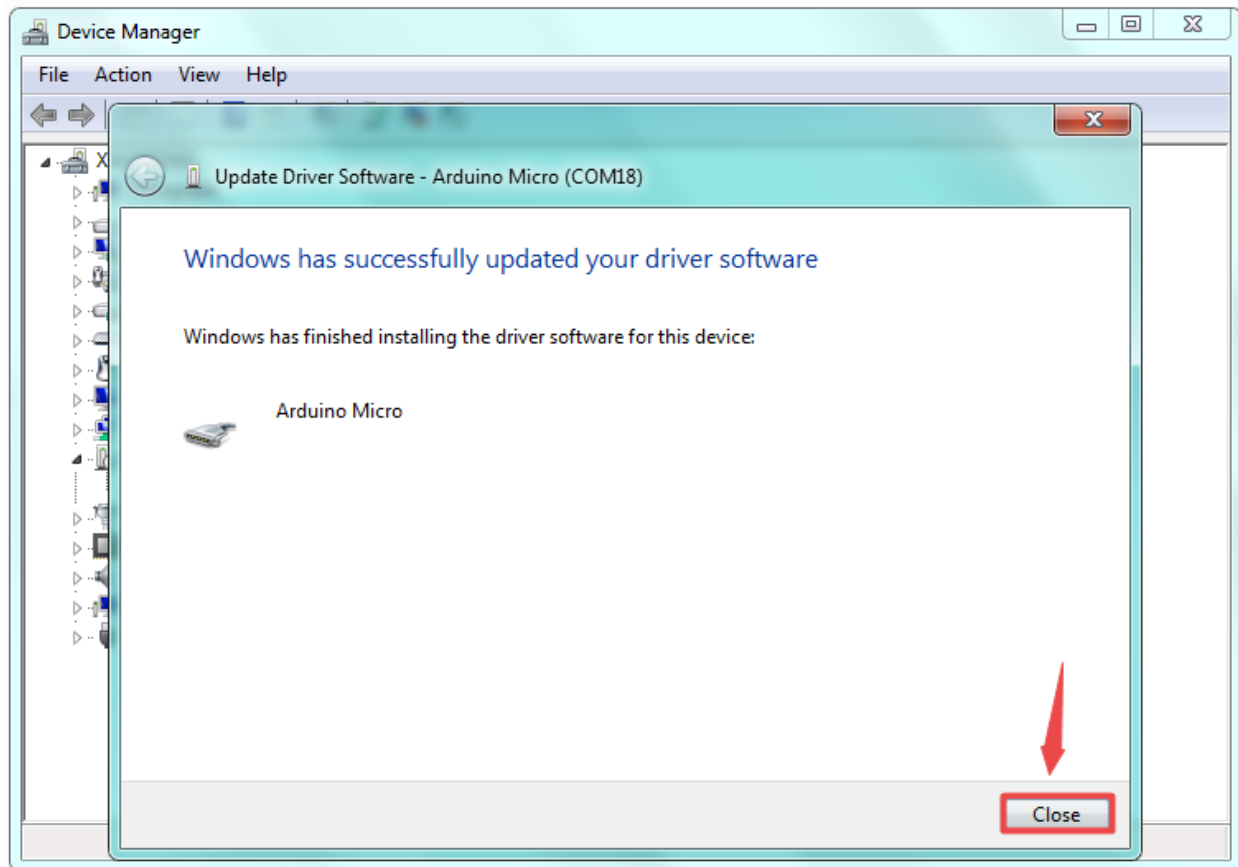 Device Manager
File Action View Help
X
Update Driver Software - Arduino Micro (COM18)
Windows has successfully updated your driver software
Windows has finished installing the driver software for this device:
Arduino Micro
Close